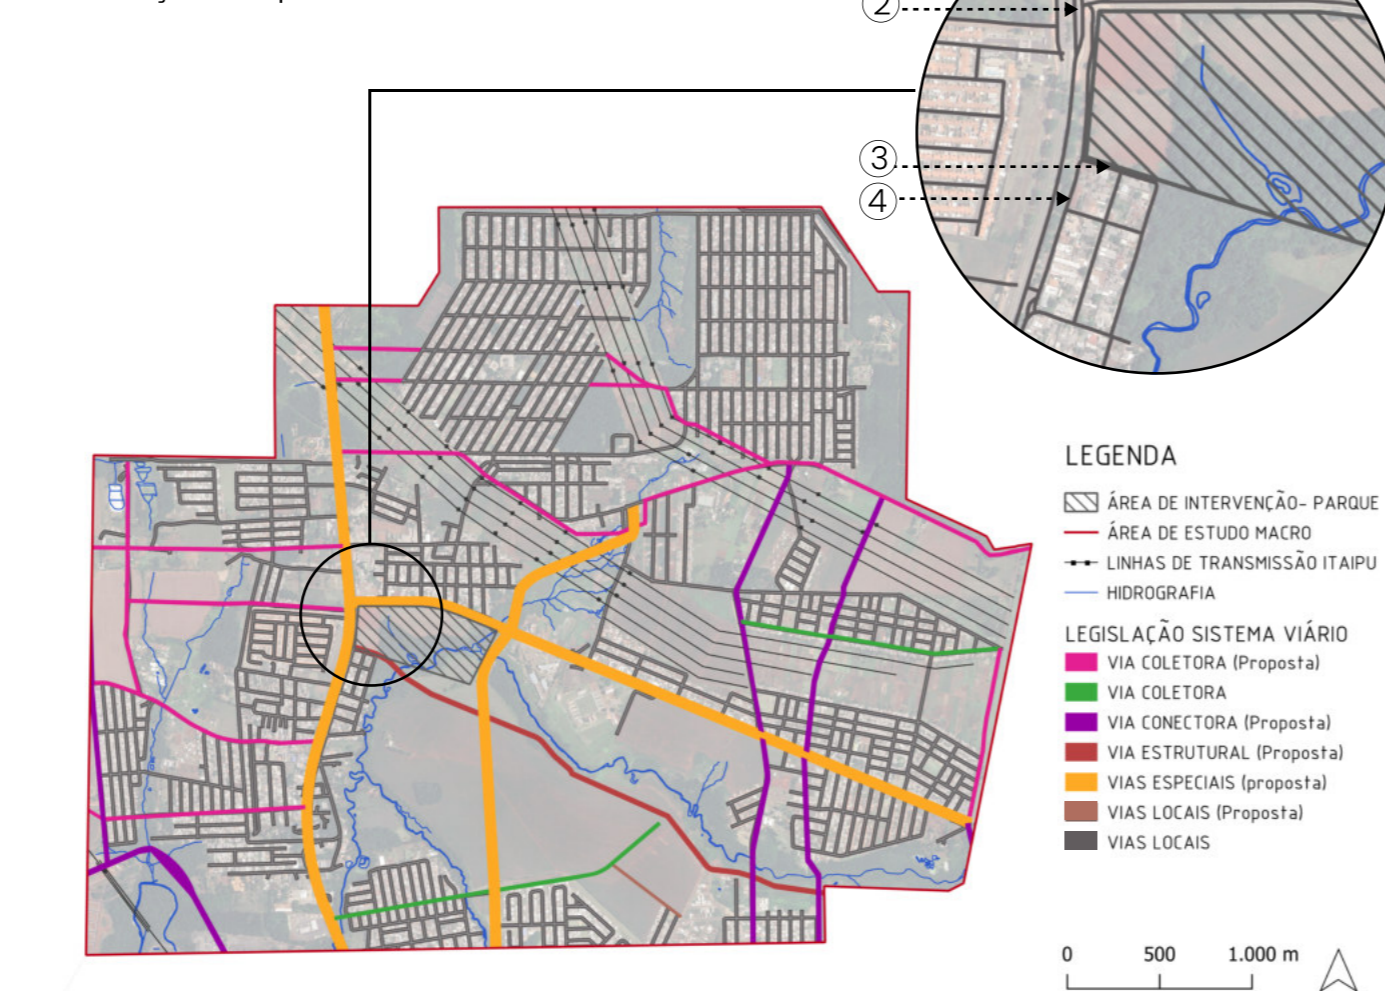 2
3
4
LEGENDA
ÁREA DE INTERVENÇÃO- PARQUE
ÁREA DE ESTUDO MACRO
LINHAS DE TRANSMISSÃO ITAIPU
HIDROGRAFIA
LEGISLAÇÃO SISTEMA VIÁRIO
VIA COLETORA (Proposta)
VIA COLETORA
VIA CONECTORA (Proposta)
VIA ESTRUTURAL (Proposta)
VIAS ESPECIAIS (proposta)
VIAS LOCAIS (Proposta)
VIAS LOCAIS
0 500 1.000 m